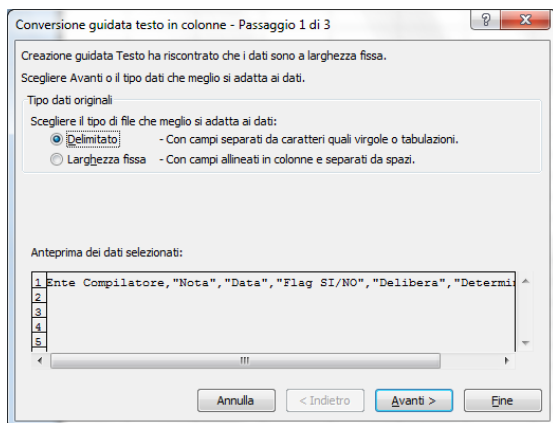 Conversione guidata testo in colonne - Passaggio 1 di 3
Creazione guidata Testo ha riscontrato che i dati sono a larghezza fissa.
Scegliere Avanti o il tipo dati che meglio si adatta ai dati.
Tipo dati originali
Scegliere il tipo di file che meglio si adatta ai dati:
Delimitato - Con campi separati da caratteri quali virgole o tabulazioni.
Larghezza fissa - Con campi allineati in colonne e separati da spazi.
Anteprima dei dati selezionati:
1 Ente Compilatore,"Nota","Data","Flag SI/NO","Delibera","Determi
2
3
4
5
Annulla < Indietro Avanti > Fine